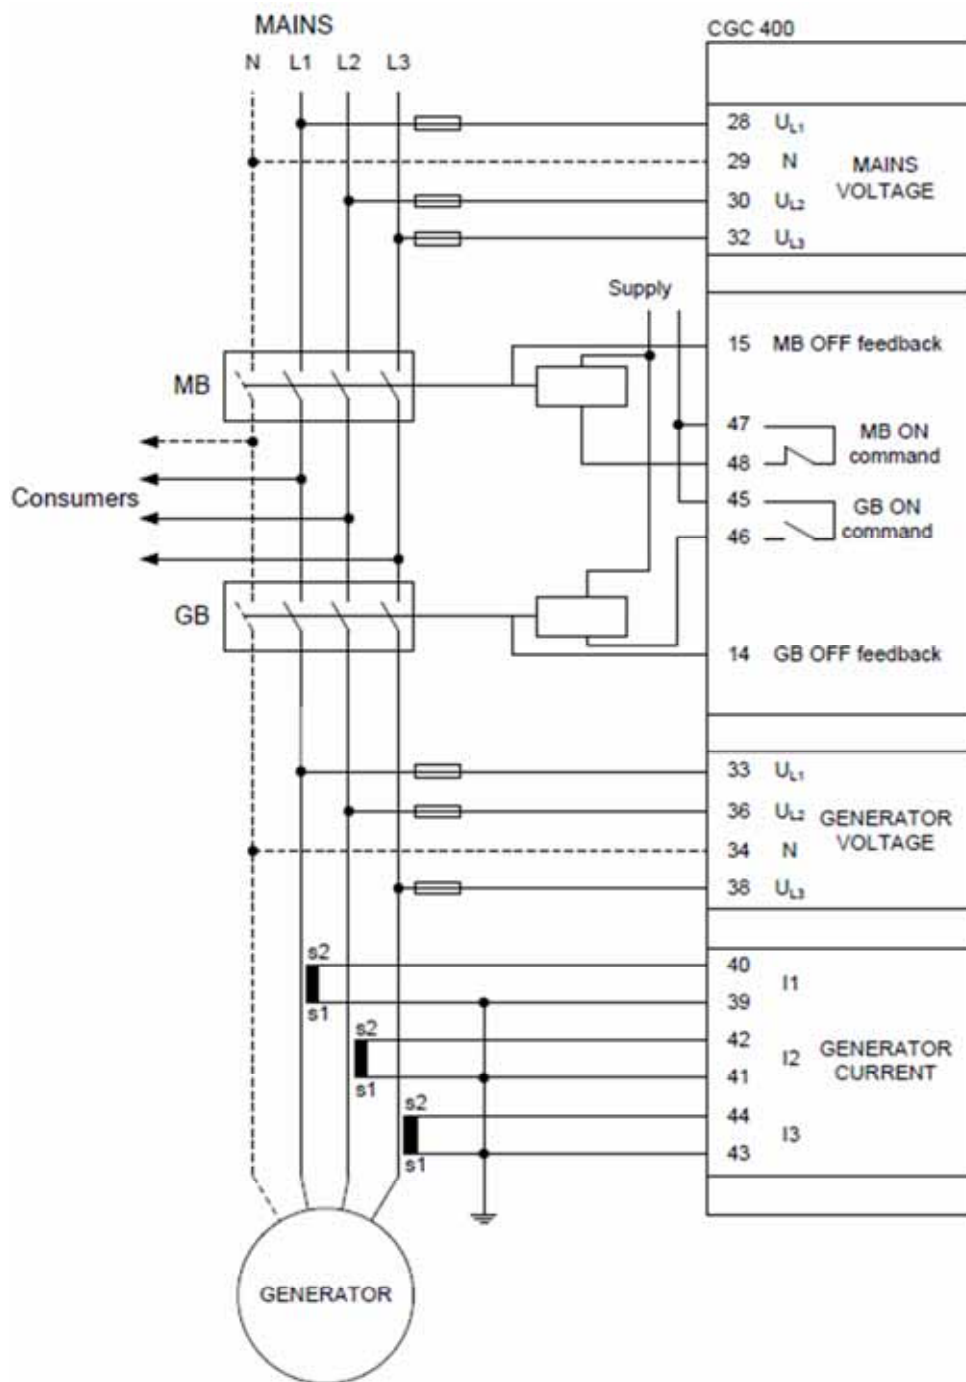 MAINS
N L1 L2 L3
CGC 400
28 UL1
29 N
30 UL2
32 UL3
MAINS
VOLTAGE
Supply
15 MB OFF feedback
MB
47
48
MB ON
command
Consumers
45
46
GB ON
command
GB
14 GB OFF feedback
33 UL1
36 UL2
34 N
38 UL3
GENERATOR
VOLTAGE
s2
s1
40
39
I1
s2
s1
42
41
I2
GENERATOR
CURRENT
s2
s1
44
43
I3
GENERATOR